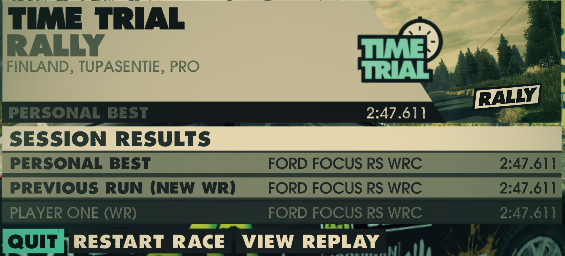 TIME TRIAL
RALLY
FINLAND, TUPASENTIE, PRO
TIME
TRIAL
RALLY
PERSONAL BEST 2:47.611
SESSION RESULTS
PERSONAL BEST FORD FOCUS RS WRC 2:47.611
PREVIOUS RUN (NEW WR) FORD FOCUS RS WRC 2:47.611
PLAYER ONE (WR) FORD FOCUS RS WRC 2:47.611
QUIT RESTART RACE VIEW REPLAY